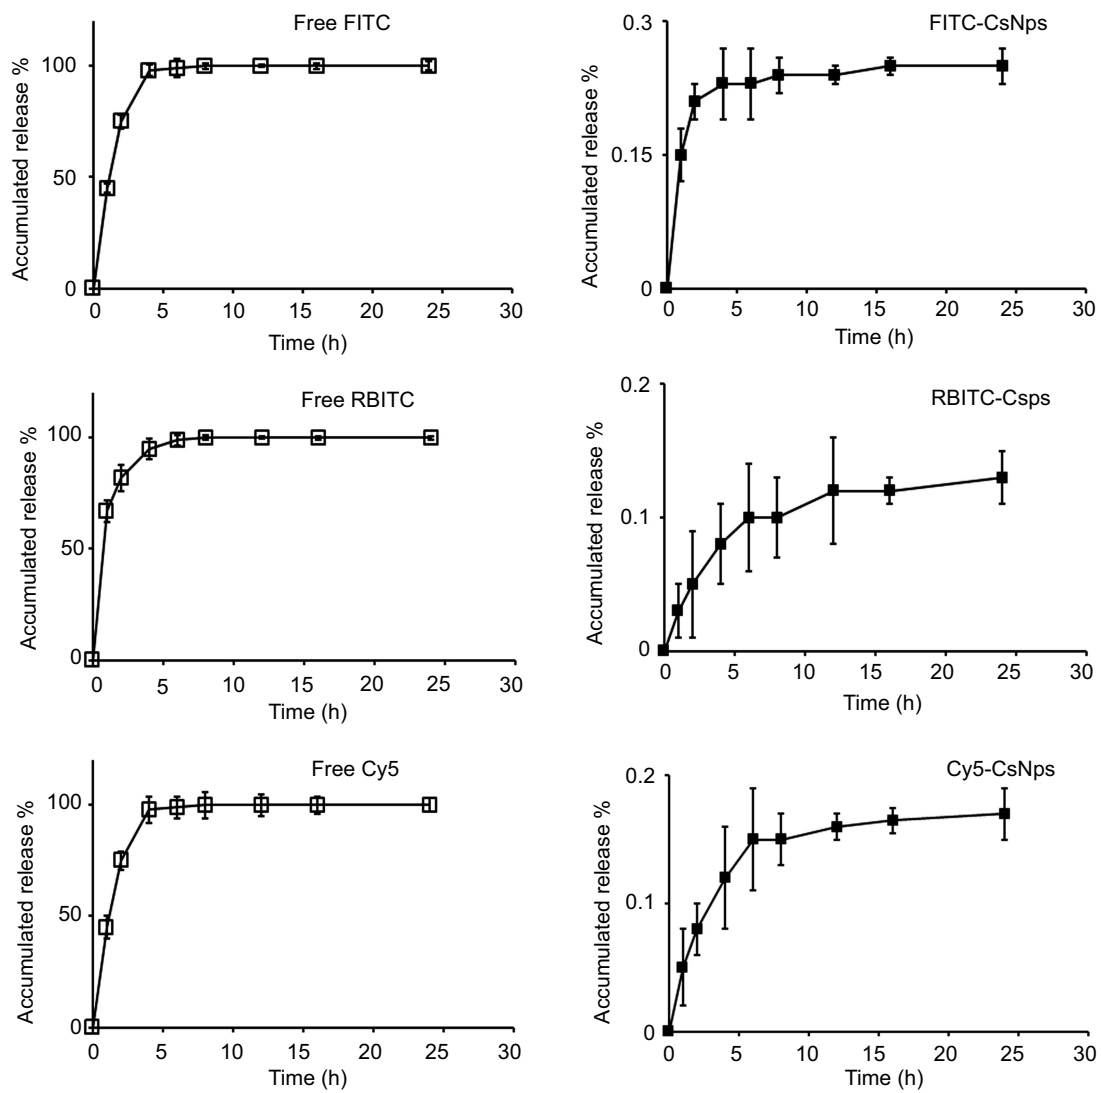 Free FITC
Accumulated release %
100
50
0
0 5 10 15 20 25 30
Time (h)
FITC-CsNps
Accumulated release %
0.3
0.15
0
0 5 10 15 20 25 30
Time (h)
Free RBITC
Accumulated release %
100
50
0
0 5 10 15 20 25 30
Time (h)
RBITC-Csps
Accumulated release %
0.2
0.1
0
0 5 10 15 20 25 30
Time (h)
Free Cy5
Accumulated release %
100
50
0
0 5 10 15 20 25 30
Time (h)
Cy5-CsNps
Accumulated release %
0.2
0.1
0
0 5 10 15 20 25 30
Time (h)